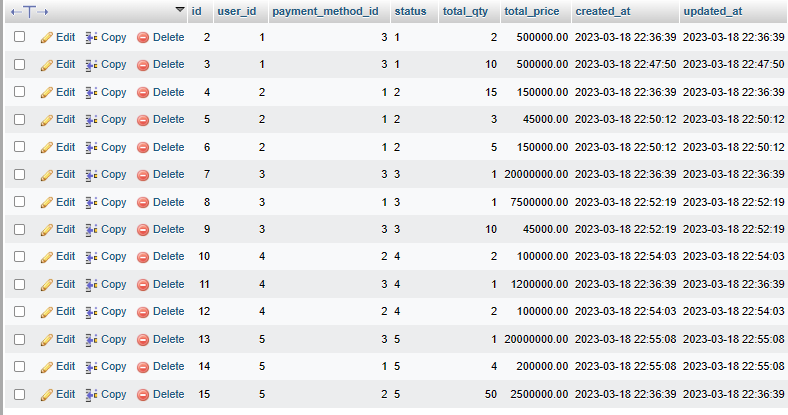 id user_id payment_method_id status total_qty total_price created_at updated_at
Edit Copy Delete 2 1 3 1 2 500000.00 2023-03-18 22:36:39 2023-03-18 22:36:39
Edit Copy Delete 3 1 3 1 10 500000.00 2023-03-18 22:47:50 2023-03-18 22:47:50
Edit Copy Delete 4 2 1 2 15 150000.00 2023-03-18 22:36:39 2023-03-18 22:36:39
Edit Copy Delete 5 2 1 2 3 45000.00 2023-03-18 22:50:12 2023-03-18 22:50:12
Edit Copy Delete 6 2 1 2 5 150000.00 2023-03-18 22:50:12 2023-03-18 22:50:12
Edit Copy Delete 7 3 3 3 1 20000000.00 2023-03-18 22:36:39 2023-03-18 22:36:39
Edit Copy Delete 8 3 1 3 1 7500000.00 2023-03-18 22:52:19 2023-03-18 22:52:19
Edit Copy Delete 9 3 3 3 10 45000.00 2023-03-18 22:52:19 2023-03-18 22:52:19
Edit Copy Delete 10 4 2 4 2 100000.00 2023-03-18 22:54:03 2023-03-18 22:54:03
Edit Copy Delete 11 4 3 4 1 1200000.00 2023-03-18 22:36:39 2023-03-18 22:36:39
Edit Copy Delete 12 4 2 4 2 100000.00 2023-03-18 22:54:03 2023-03-18 22:54:03
Edit Copy Delete 13 5 3 5 1 20000000.00 2023-03-18 22:55:08 2023-03-18 22:55:08
Edit Copy Delete 14 5 1 5 4 200000.00 2023-03-18 22:55:08 2023-03-18 22:55:08
Edit Copy Delete 15 5 2 5 50 2500000.00 2023-03-18 22:36:39 2023-03-18 22:36:39